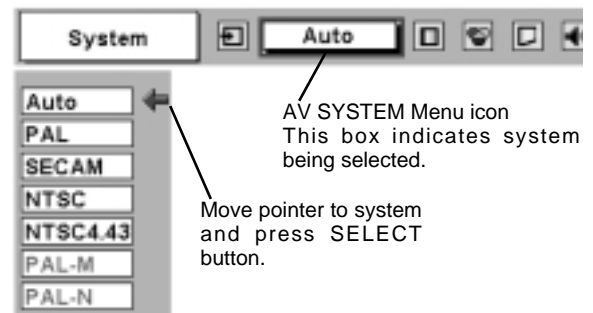 System
Auto
AV SYSTEM Menu icon
This box indicates system
being selected.
Auto
PAL
SECAM
NTSC
NTSC4.43
PAL-M
PAL-N
Move pointer to system
and press SELECT
button.